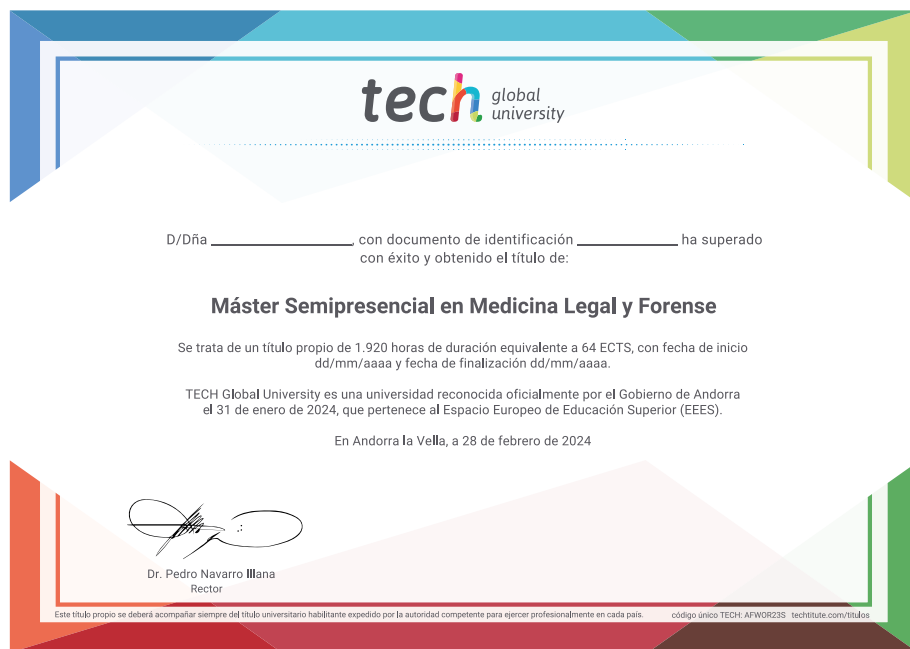 tech global
university
D/Dña ______________, con documento de identificación __________ ha superado
con éxito y obtenido el título de:
Máster Semipresencial en Medicina Legal y Forense
Se trata de un título propio de 1.920 horas de duración equivalente a 64 ECTS, con fecha de inicio
dd/mm/aaaa y fecha de finalización dd/mm/aaaa.
TECH Global University es una universidad reconocida oficialmente por el Gobierno de Andorra
el 31 de enero de 2024, que pertenece al Espacio Europeo de Educación Superior (EEES).
En Andorra la Vella, a 28 de febrero de 2024
Dr. Pedro Navarro Illana
Rector
Este título propio se deberá acompañar siempre del título universitario habilitante expedido por la autoridad competente para ejercer profesionalmente en cada país. código único TECH: AFWOR23S techtitute.com/titulos